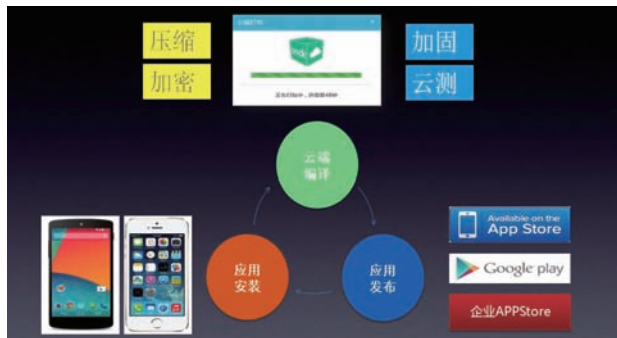 压缩
加密
加固
云测
云端
编译
应用
安装
应用
发布
Available on the
App Store
Google play
企业APPStore